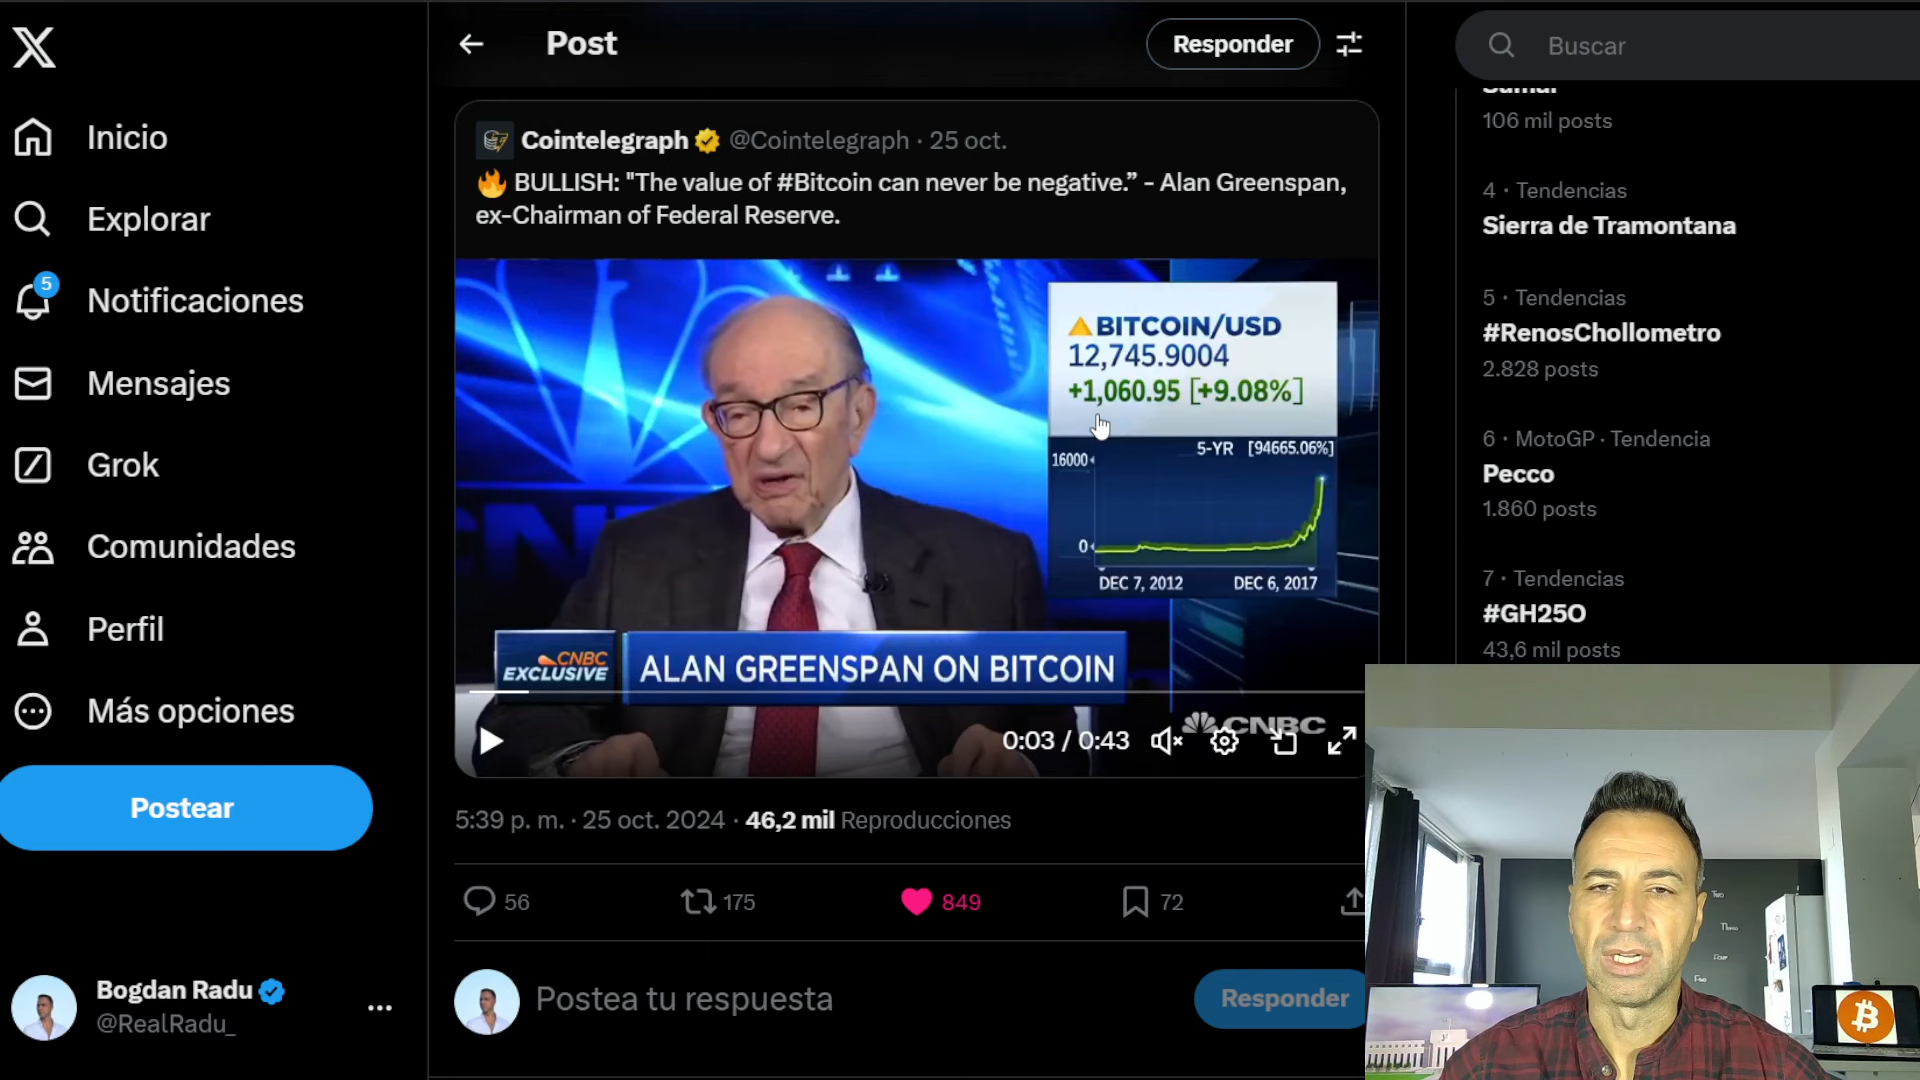 Inicio
Explorar
5
Notificaciones
Mensajes
Grok
Comunidades
Perfil
Más opciones
Postear
Bogdan Radu
@RealRadu_
Post
Responder
Cointelegraph @Cointelegraph · 25 oct.
BULLISH: "The value of #Bitcoin can never be negative.” - Alan Greenspan,
ex-Chairman of Federal Reserve.
BITCOIN/USD
12,745.9004
+1,060.95 [+9.08%]
5-YR [94665.06%]
16000
0
DEC 7, 2012 DEC 6, 2017
CNBC
EXCLUSIVE
ALAN GREENSPAN ON BITCOIN
CNBC
0:03 / 0:43
5:39 p. m. · 25 oct. 2024 · 46,2 mil Reproducciones
56 175 849 72
Postea tu respuesta
Responder
Buscar
Sumar
106 mil posts
4 · Tendencias
Sierra de Tramontana
5 · Tendencias
#RenosChollometro
2.828 posts
6 · MotoGP · Tendencia
Pecco
1.860 posts
7 · Tendencias
#GH25O
43,6 mil posts
Two
Four